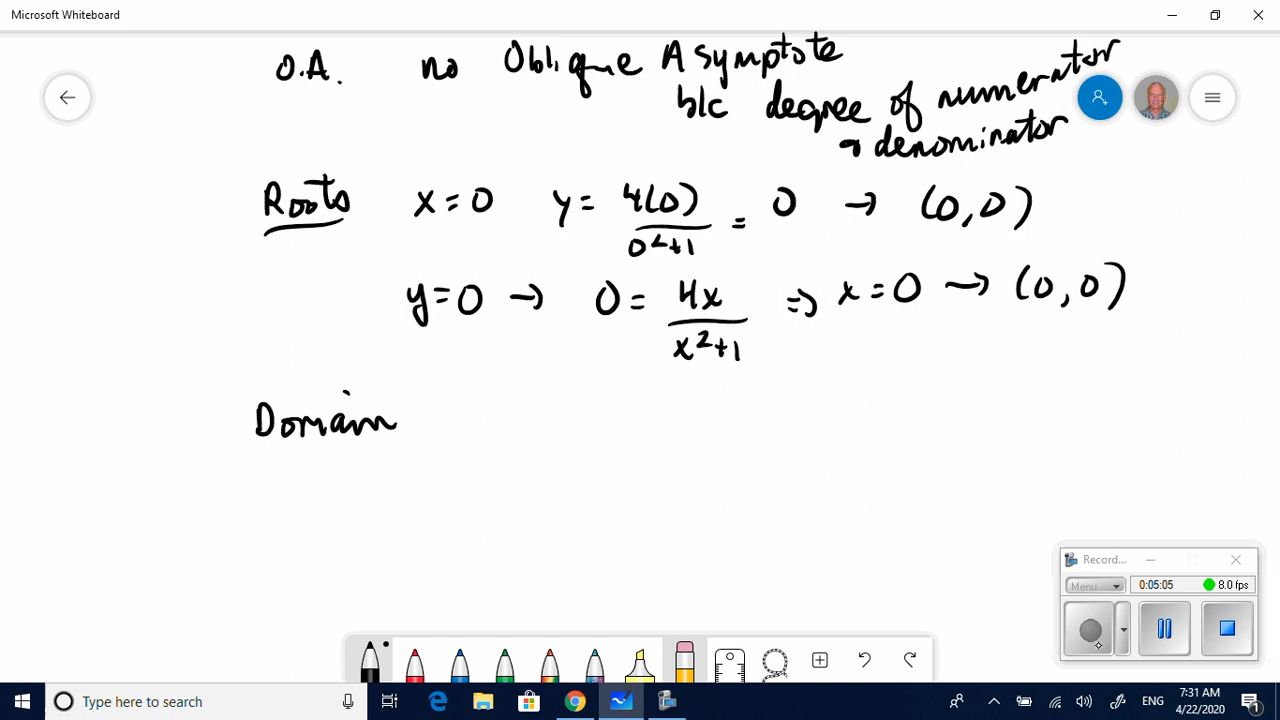 Microsoft Whiteboard
O.A. no Oblique Asymptote
b/c degree of numerator
denominator
Roots x=0 y= 4(0)/0²+1 = 0 → (0,0)
y=0 → 0= 4x/x²+1 => x=0 → (0,0)
Domain
Record...
Menu 0:05:05 8.0 fps
Type here to search
ENG
7:31 AM
4/22/2020
1